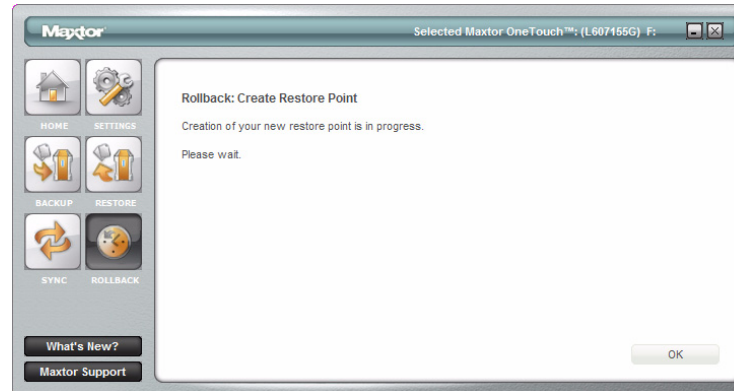 Maxtor
Selected Maxtor OneTouch™: (L607155G) F:
HOME SETTINGS
BACKUP RESTORE
SYNC ROLLBACK
What's New?
Maxtor Support
Rollback: Create Restore Point
Creation of your new restore point is in progress.
Please wait.
OK